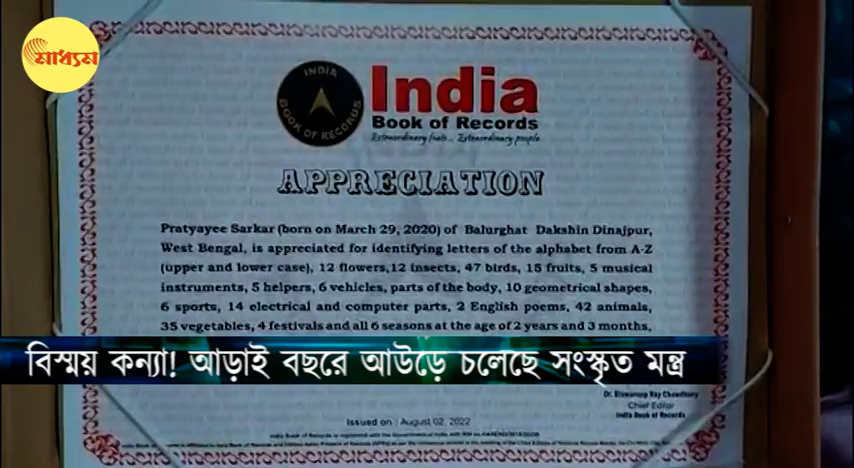 মাধ্যম
INDIA
BOOK OF RECORDS
India
Book of Records
Extraordinary feats... Extraordinary people
APPRECIATION
Pratyayee Sarkar (born on March 29, 2020) of Balurghat Dakshin Dinajpur,
West Bengal, is appreciated for identifying letters of the alphabet from A-Z
(upper and lower case), 12 flowers,12 insects, 47 birds, 15 fruits, 5 musical
instruments, 5 helpers, 6 vehicles, parts of the body, 10 geometrical shapes,
6 sports, 14 electrical and computer parts, 2 English poems, 42 animals,
35 vegetables, 4 festivals and all 6 seasons at the age of 2 years and 3 months,
বিস্ময় কন্যা! আড়াই বছরে আউড়ে চলেছে সংস্কৃত মন্ত্র
Dr. Biswaroop Roy Chowdhury
Chief Editor
India Book of Records
Issued on : August 02, 2022